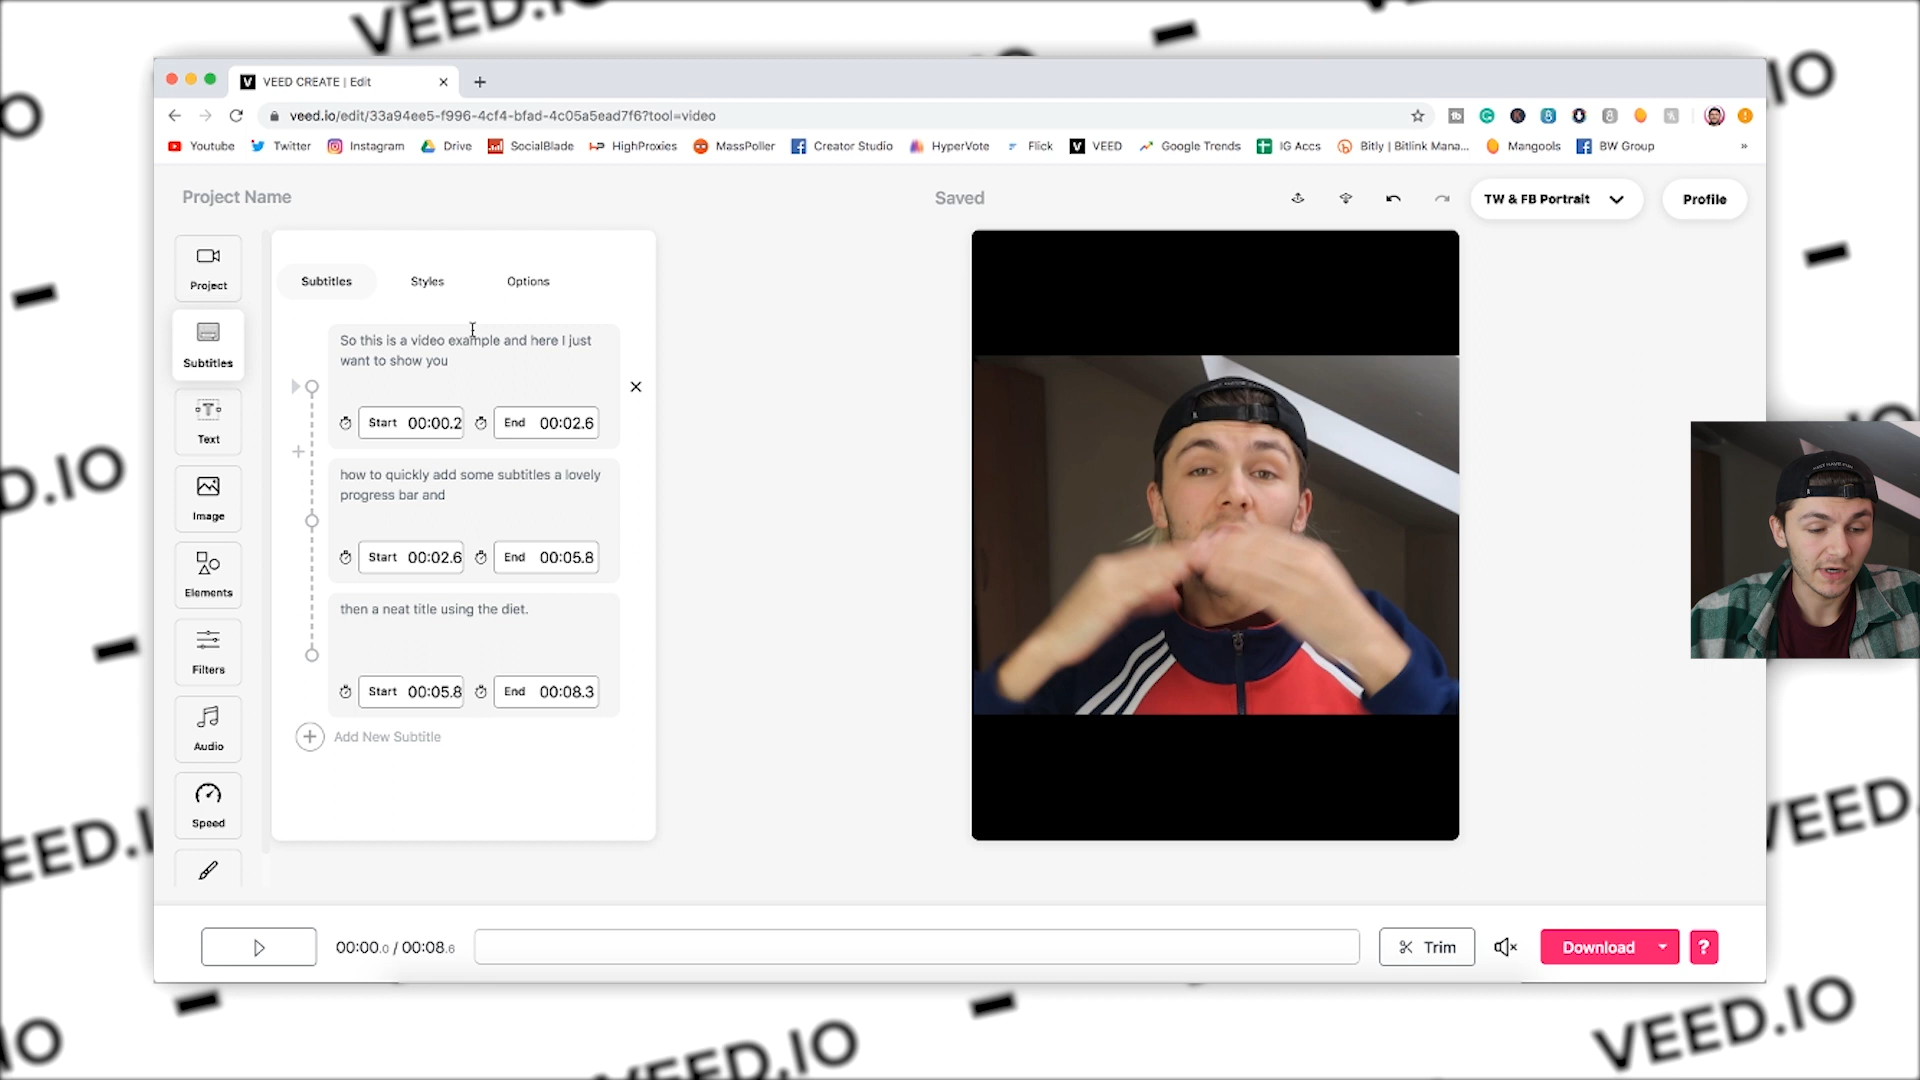 VEED.IO
VEED CREATE | Edit
veed.io/edit/33a94ee5-f996-4cf4-bfad-4c05a5ead7f6?tool=video
Youtube Twitter Instagram Drive SocialBlade HighProxies MassPoller Creator Studio HyperVote Flick VEED Google Trends IG Accs Bitly | Bitlink Mana... Mangools BW Group »
Project Name
Saved
TW & FB Portrait
Profile
Project
Subtitles
Text
Image
Elements
Filters
Audio
Speed
Subtitles Styles Options
So this is a video example and here I just
want to show you
Start 00:00.2 End 00:02.6
how to quickly add some subtitles a lovely
progress bar and
Start 00:02.6 End 00:05.8
then a neat title using the diet.
Start 00:05.8 End 00:08.3
Add New Subtitle
00:00.0 / 00:08.6
Trim
Download
?
VEED.IO
VEED.IO